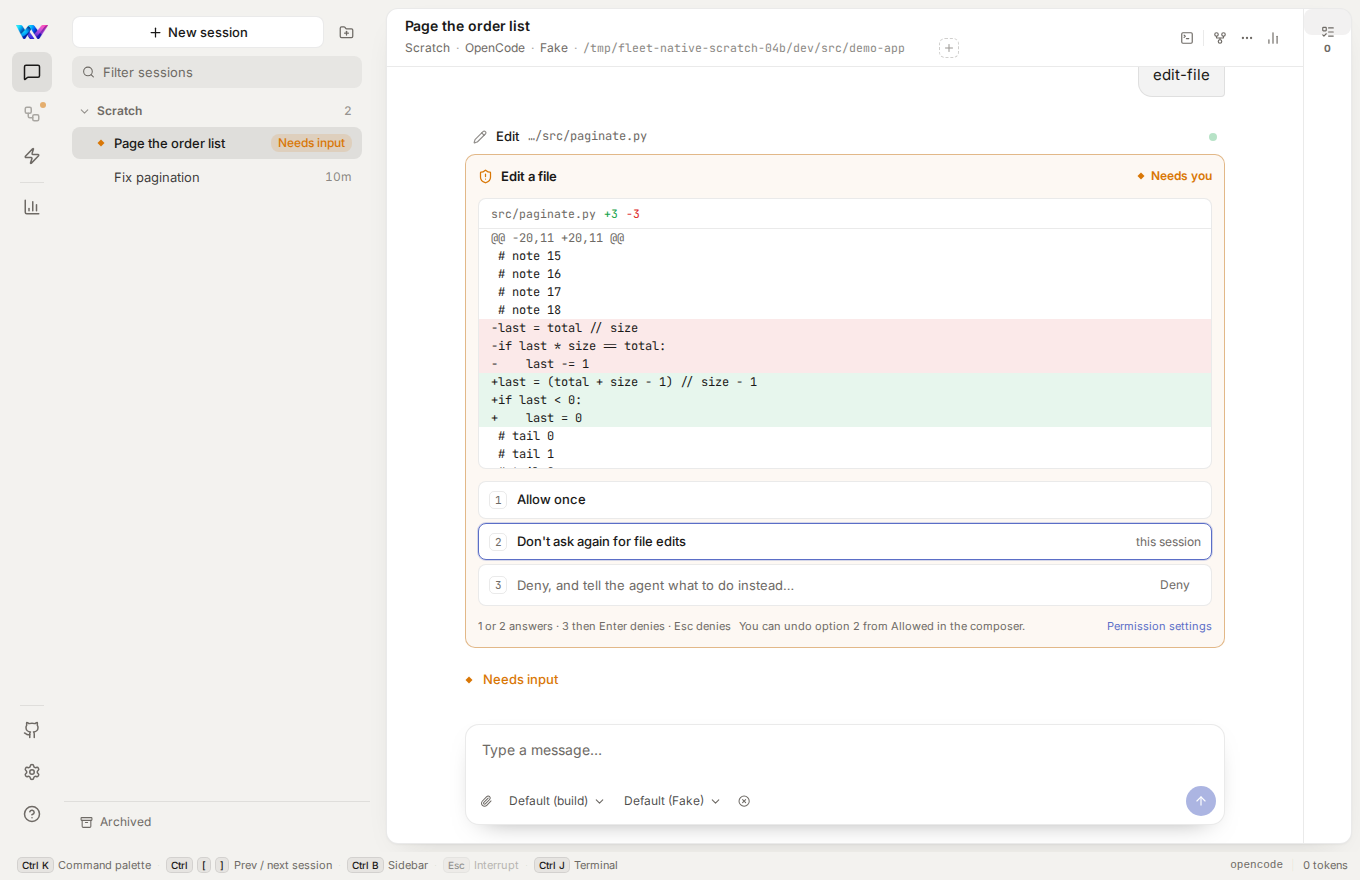 New session
Filter sessions
Scratch 2
Page the order list Needs input
Fix pagination 10m
Archived
Page the order list
Scratch · OpenCode · Fake · /tmp/fleet-native-scratch-04b/dev/src/demo-app
0
edit-file
Edit …/src/paginate.py
Edit a file Needs you
src/paginate.py +3 -3
@@ -20,11 +20,11 @@
# note 15
# note 16
# note 17
# note 18
-last = total // size
-if last * size == total:
-    last -= 1
+last = (total + size - 1) // size - 1
+if last < 0:
+    last = 0
# tail 0
# tail 1
1 Allow once
2 Don't ask again for file edits this session
3 Deny, and tell the agent what to do instead... Deny
1 or 2 answers · 3 then Enter denies · Esc denies You can undo option 2 from Allowed in the composer. Permission settings
Needs input
Type a message...
Default (build) Default (Fake)
Ctrl K Command palette Ctrl [ ] Prev / next session Ctrl B Sidebar Esc Interrupt Ctrl J Terminal opencode 0 tokens